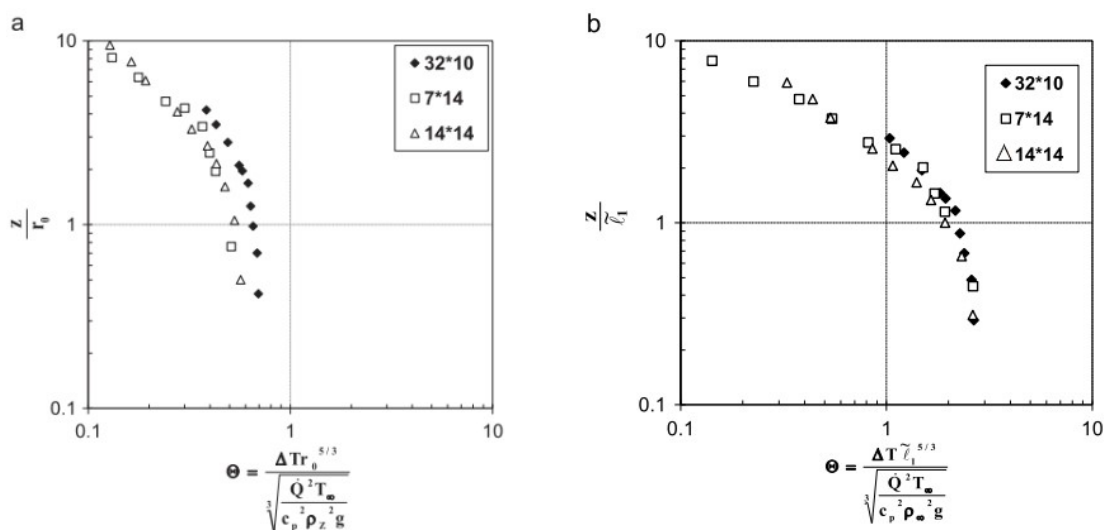 a
10
1
0.1
z
r₀
◆ 32*10
□ 7*14
△ 14*14
0.1 1 10
Θ = ΔTr₀^5/3 / ∛(Q̇²T∞ / c_p²ρ_z²g)
b
10
1
0.1
z
ℓ̃₁
◆ 32*10
□ 7*14
△ 14*14
0.1 1 10
Θ = ΔT ℓ̃₁^5/3 / ∛(Q̇²T∞ / c_p²ρ∞²g)